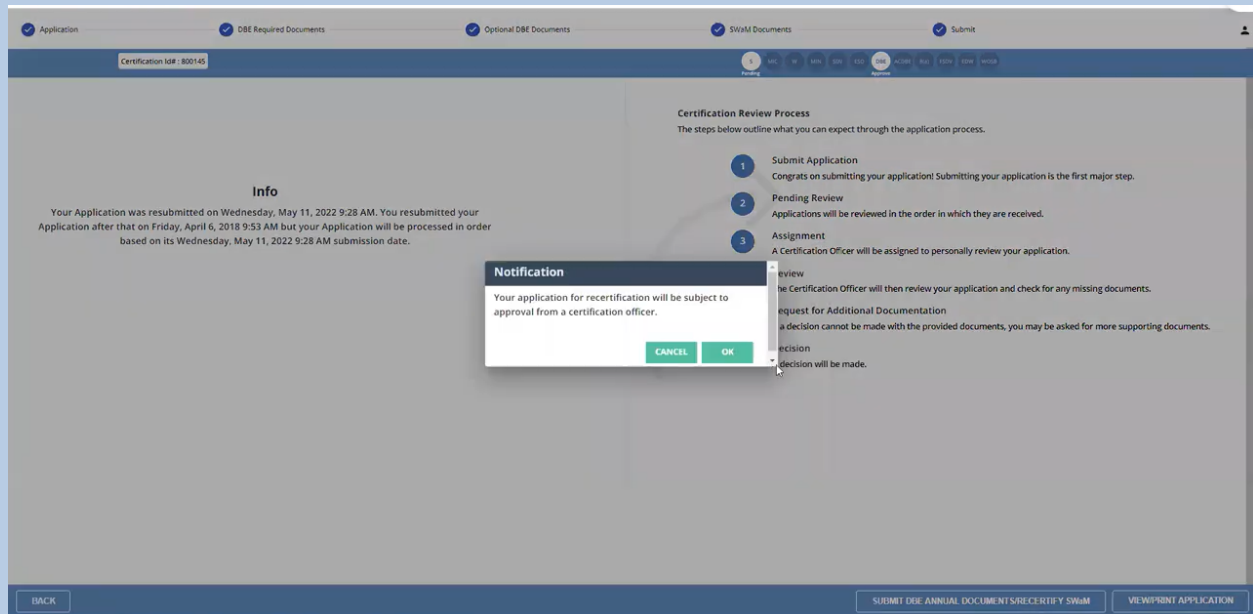 Application
DBE Required Documents
Optional DBE Documents
SWaM Documents
Submit
Certification Id# : 800145
S
Pending
DBE
Approve
Info
Your Application was resubmitted on Wednesday, May 11, 2022 9:28 AM. You resubmitted your
Application after that on Friday, April 6, 2018 9:53 AM but your Application will be processed in order
based on its Wednesday, May 11, 2022 9:28 AM submission date.
Certification Review Process
The steps below outline what you can expect through the application process.
1
Submit Application
Congrats on submitting your application! Submitting your application is the first major step.
2
Pending Review
Applications will be reviewed in the order in which they are received.
3
Assignment
A Certification Officer will be assigned to personally review your application.
eview
he Certification Officer will then review your application and check for any missing documents.
equest for Additional Documentation
a decision cannot be made with the provided documents, you may be asked for more supporting documents.
ecision
decision will be made.
Notification
Your application for recertification will be subject to
approval from a certification officer.
CANCEL
OK
BACK
SUBMIT DBE ANNUAL DOCUMENTS/RECERTIFY SWaM
VIEW/PRINT APPLICATION